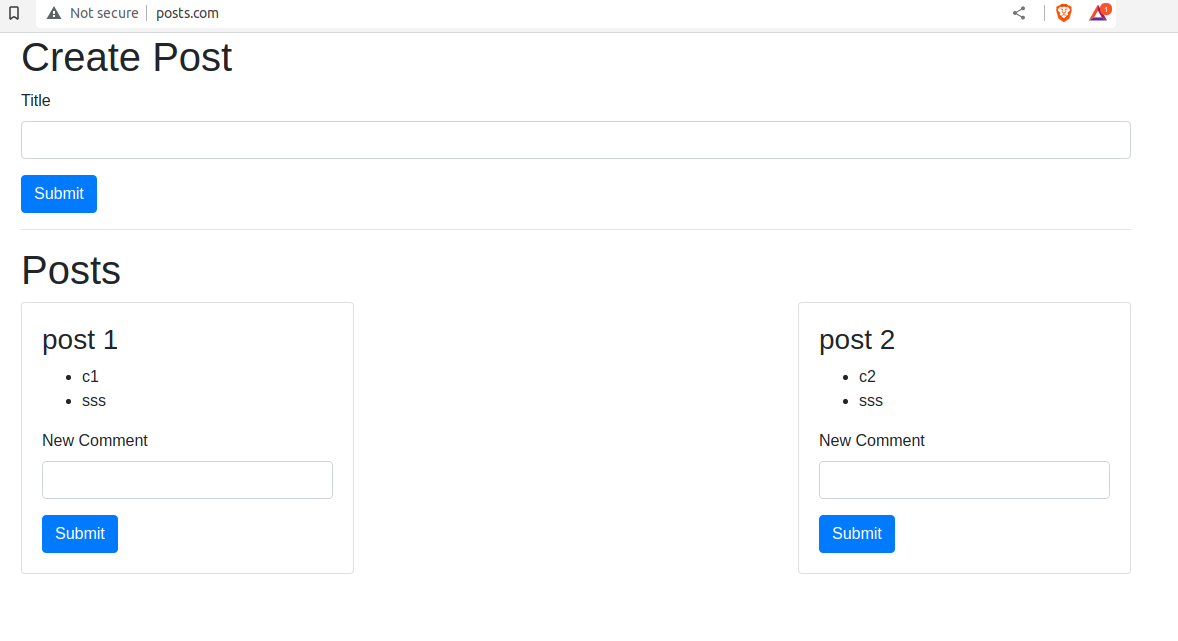 Not secure posts.com 1
Create Post
Title
Submit
Posts
post 1
c1
sss
New Comment
Submit
post 2
c2
sss
New Comment
Submit